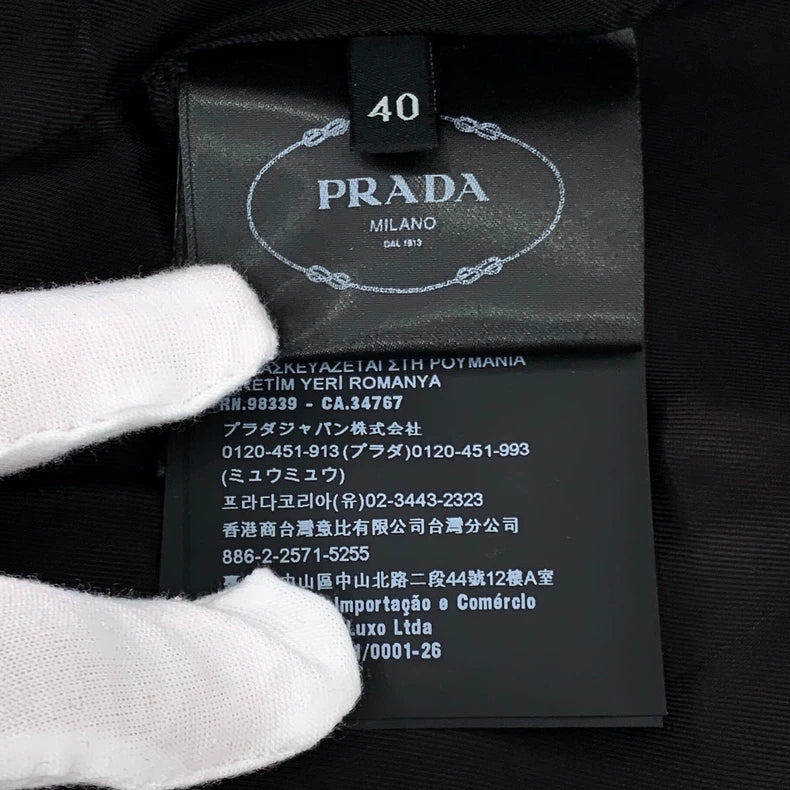 40
PRADA
MILANO
DAL 1913
ΣΚΕΥΑΖΕΤΑΙ ΣΤΗ ΡΟΥΜΑΝΙΑ
YERİ ROMANYA
RN.98339 - CA.34767
プラダジャパン株式会社
0120-451-913(プラダ)0120-451-993
(ミュウミュウ)
프라다코리아(유)02-3443-2323
香港商台灣意比有限公司台灣分公司
886-2-2571-5255
中山區中山北路二段44號12樓A室
Importação e Comércio
Luxo Ltda
/0001-26